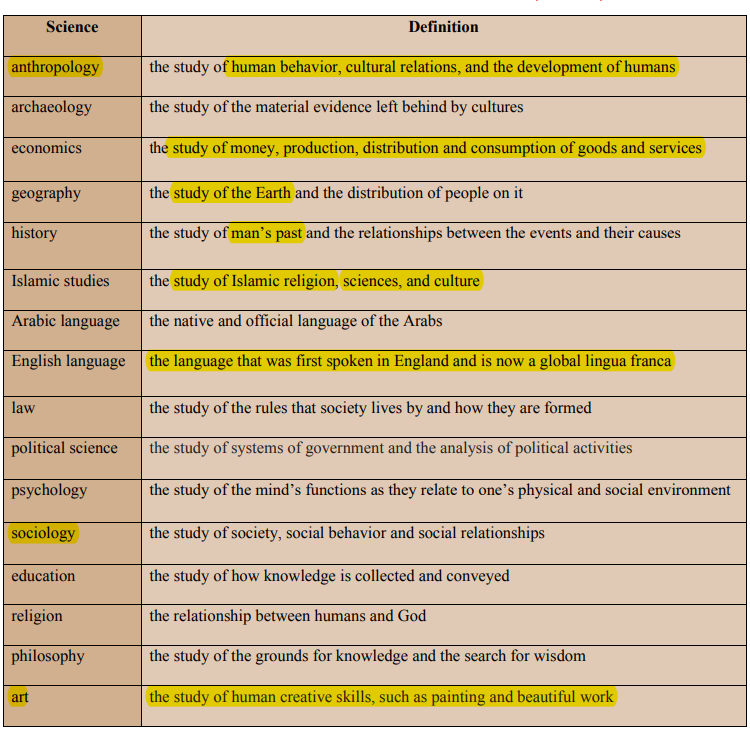 Science Definition
anthropology the study of human behavior, cultural relations, and the development of humans
archaeology the study of the material evidence left behind by cultures
economics the study of money, production, distribution and consumption of goods and services
geography the study of the Earth and the distribution of people on it
history the study of man's past and the relationships between the events and their causes
Islamic studies the study of Islamic religion, sciences, and culture
Arabic language the native and official language of the Arabs
English language the language that was first spoken in England and is now a global lingua franca
law the study of the rules that society lives by and how they are formed
political science the study of systems of government and the analysis of political activities
psychology the study of the mind's functions as they relate to one's physical and social environment
sociology the study of society, social behavior and social relationships
education the study of how knowledge is collected and conveyed
religion the relationship between humans and God
philosophy the study of the grounds for knowledge and the search for wisdom
art the study of human creative skills, such as painting and beautiful work